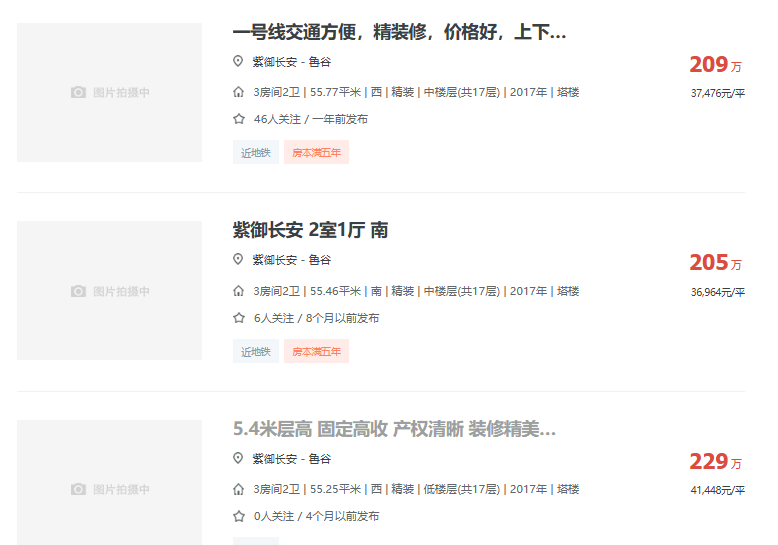 一号线交通方便，精装修，价格好，上下...
紫御长安 - 鲁谷
209 万
图片拍摄中
3房间2卫 | 55.77平米 | 西 | 精装 | 中楼层(共17层) | 2017年 | 塔楼
37,476元/平
46人关注 / 一年前发布
近地铁 房本满五年
紫御长安 2室1厅 南
紫御长安 - 鲁谷
205 万
图片拍摄中
3房间2卫 | 55.46平米 | 南 | 精装 | 中楼层(共17层) | 2017年 | 塔楼
36,964元/平
6人关注 / 8个月以前发布
近地铁 房本满五年
5.4米层高 固定高收 产权清晰 装修精美...
紫御长安 - 鲁谷
229 万
图片拍摄中
3房间2卫 | 55.25平米 | 西 | 精装 | 低楼层(共17层) | 2017年 | 塔楼
41,448元/平
0人关注 / 4个月以前发布